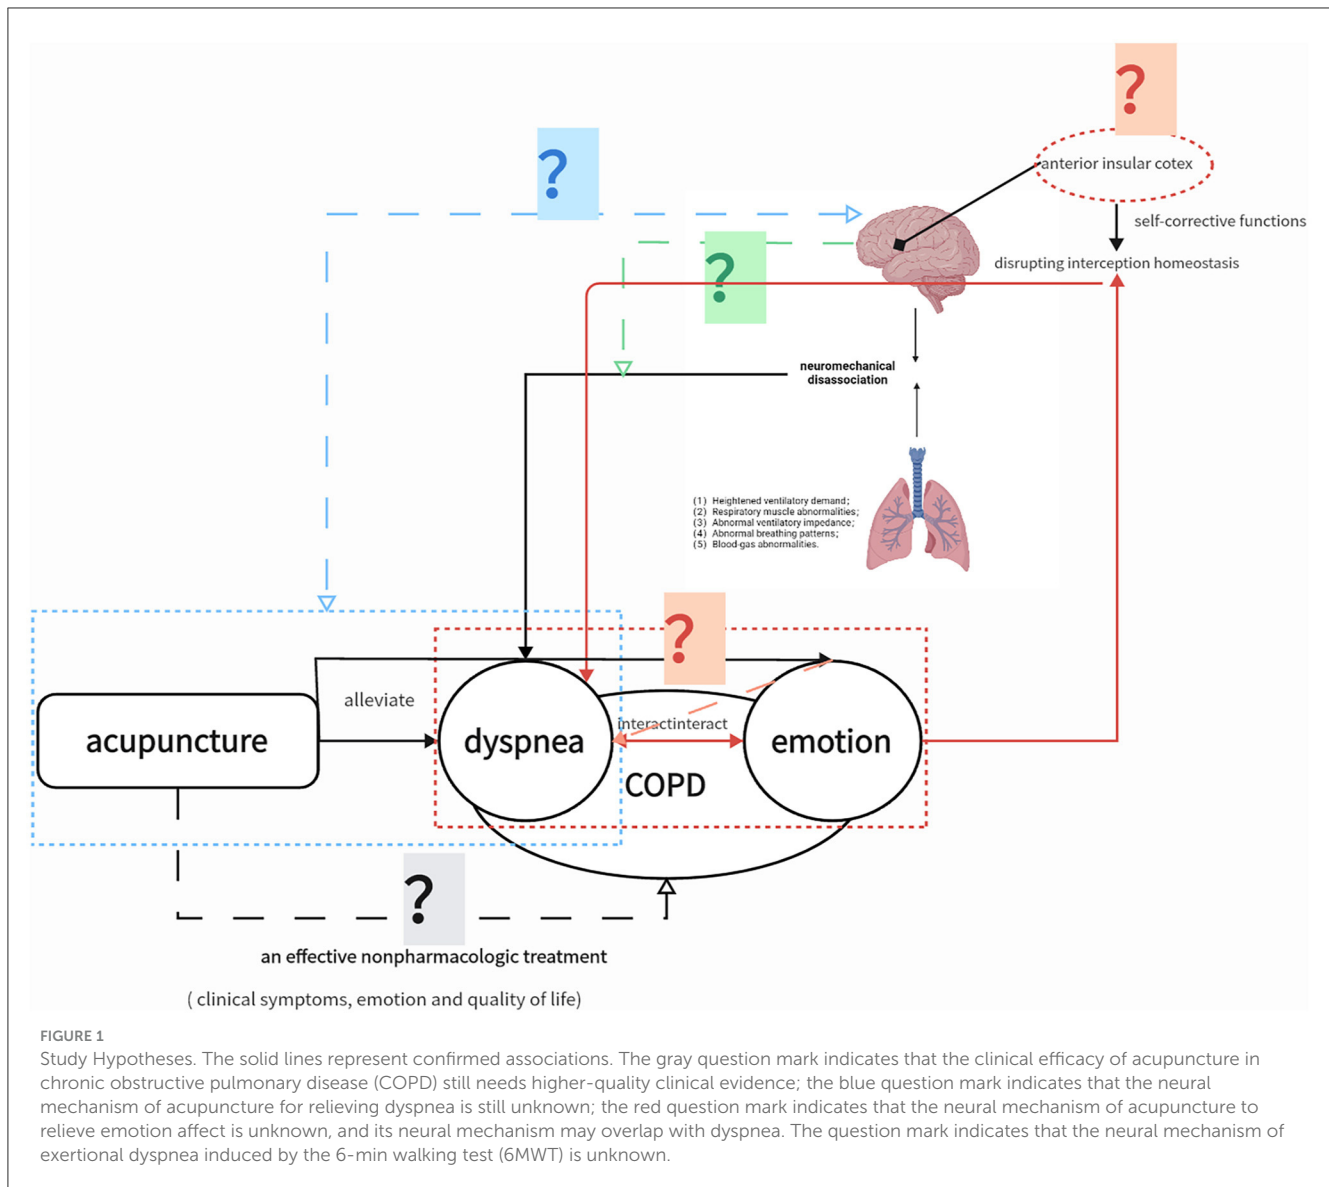 ?
anterior insular cotex
?
self-corrective functions
disrupting interception homeostasis
?
neuromechanical
disassociation
(1) Heightened ventilatory demand;
(2) Respiratory muscle abnormalities;
(3) Abnormal ventilatory impedance;
(4) Abnormal breathing patterns;
(5) Blood-gas abnormalities.
?
alleviate
interactinteract
acupuncture
dyspnea
emotion
COPD
?
an effective nonpharmacologic treatment
( clinical symptoms, emotion and quality of life)
FIGURE 1
Study Hypotheses. The solid lines represent confirmed associations. The gray question mark indicates that the clinical efficacy of acupuncture in
chronic obstructive pulmonary disease (COPD) still needs higher-quality clinical evidence; the blue question mark indicates that the neural
mechanism of acupuncture for relieving dyspnea is still unknown; the red question mark indicates that the neural mechanism of acupuncture to
relieve emotion affect is unknown, and its neural mechanism may overlap with dyspnea. The question mark indicates that the neural mechanism of
exertional dyspnea induced by the 6-min walking test (6MWT) is unknown.